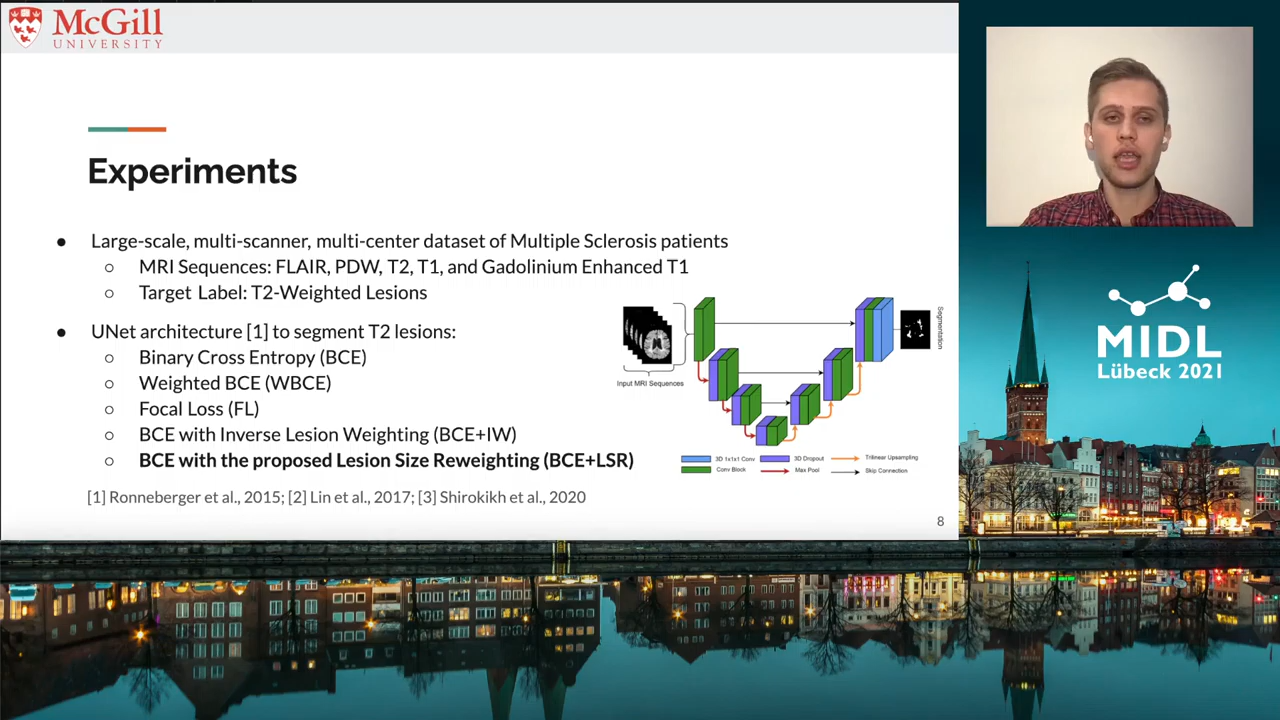 McGill
UNIVERSITY
Experiments
● Large-scale, multi-scanner, multi-center dataset of Multiple Sclerosis patients
○ MRI Sequences: FLAIR, PDW, T2, T1, and Gadolinium Enhanced T1
○ Target Label: T2-Weighted Lesions
● UNet architecture [1] to segment T2 lesions:
○ Binary Cross Entropy (BCE)
○ Weighted BCE (WBCE)
○ Focal Loss (FL)
○ BCE with Inverse Lesion Weighting (BCE+IW)
○ BCE with the proposed Lesion Size Reweighting (BCE+LSR)
[1] Ronneberger et al., 2015; [2] Lin et al., 2017; [3] Shirokikh et al., 2020
Input MRI Sequences
Segmentation
3D 1x1x1 Conv
3D Dropout
Trilinear Upsampling
Conv Block
Max Pool
Skip Connection
8
MIDL
Lübeck 2021